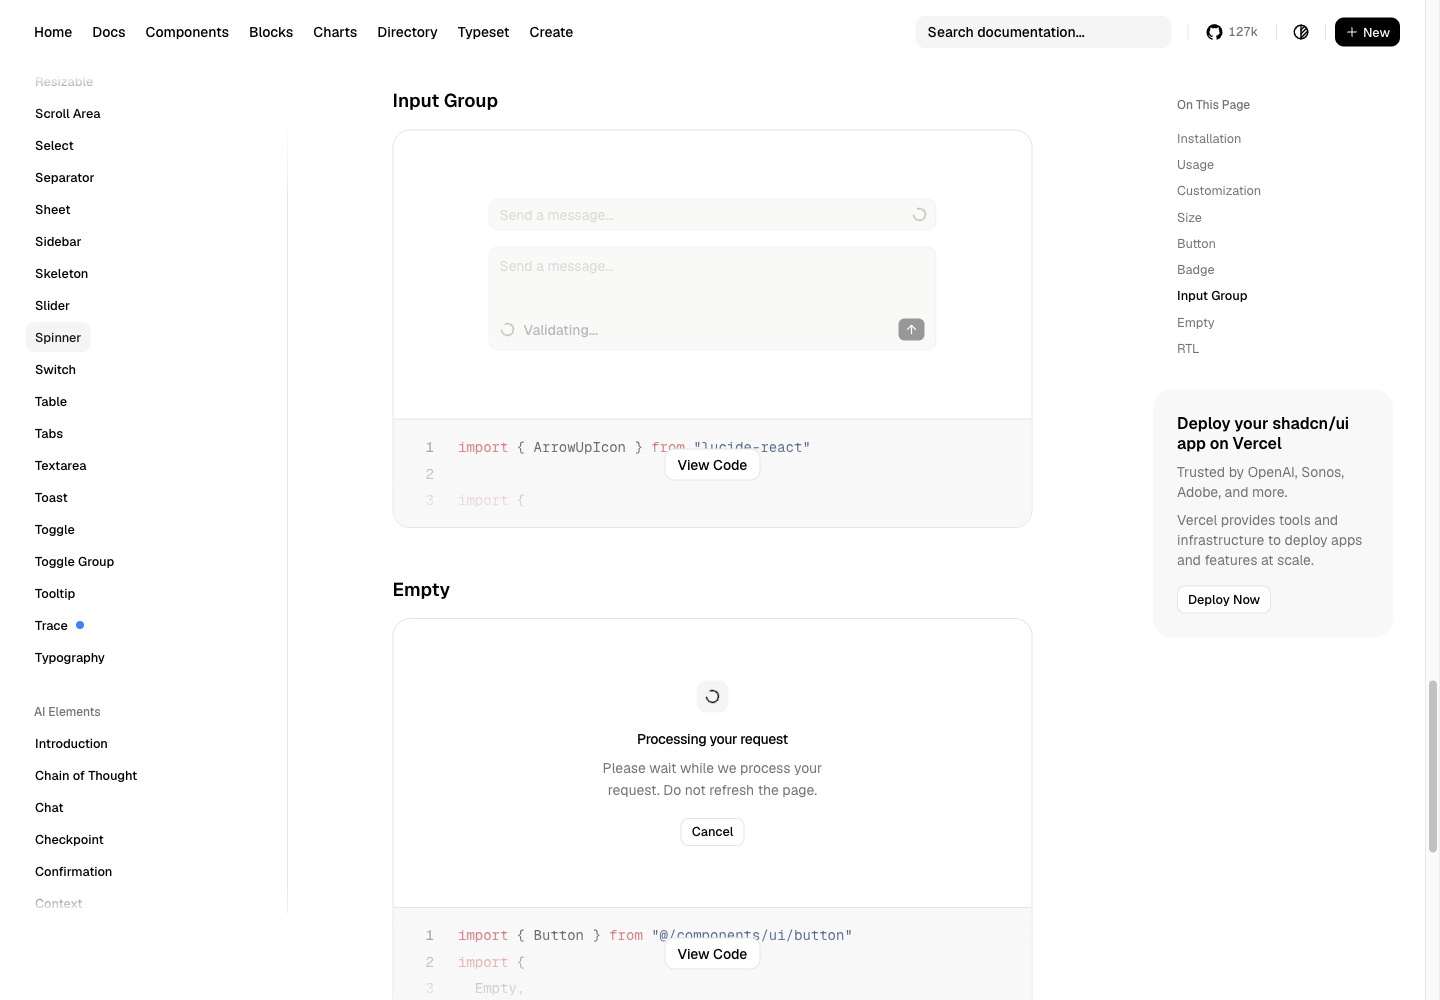 Home Docs Components Blocks Charts Directory Typeset Create Search documentation... 127k New
Resizable
Scroll Area
Select
Separator
Sheet
Sidebar
Skeleton
Slider
Spinner
Switch
Table
Tabs
Textarea
Toast
Toggle
Toggle Group
Tooltip
Trace
Typography
AI Elements
Introduction
Chain of Thought
Chat
Checkpoint
Confirmation
Context
Input Group
Send a message...
Send a message...
Validating...
1 import { ArrowUpIcon } from "lucide-react"
View Code
2
3 import {
Empty
Processing your request
Please wait while we process your
request. Do not refresh the page.
Cancel
1 import { Button } from "@/components/ui/button"
View Code
2 import {
3 Empty,
On This Page
Installation
Usage
Customization
Size
Button
Badge
Input Group
Empty
RTL
Deploy your shadcn/ui
app on Vercel
Trusted by OpenAI, Sonos,
Adobe, and more.
Vercel provides tools and
infrastructure to deploy apps
and features at scale.
Deploy Now